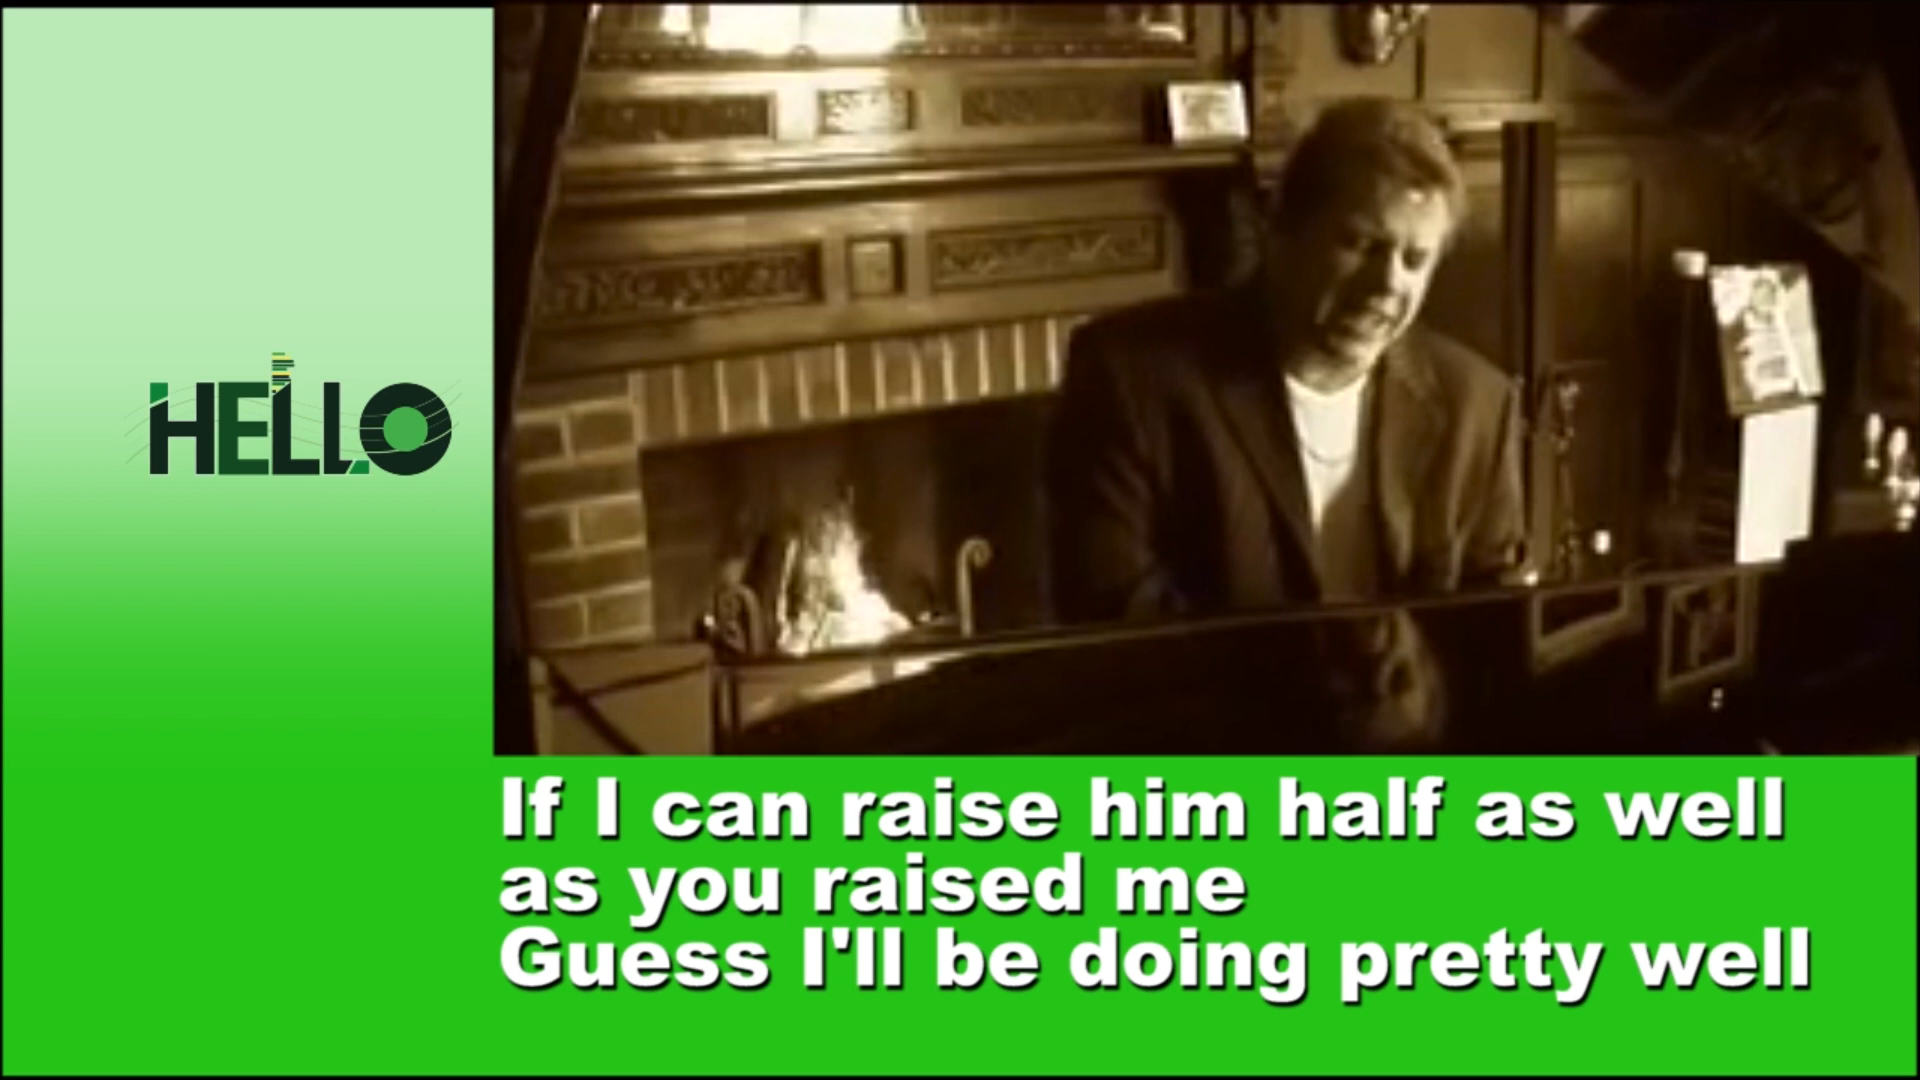 HELLO
If I can raise him half as well
as you raised me
Guess I'll be doing pretty well